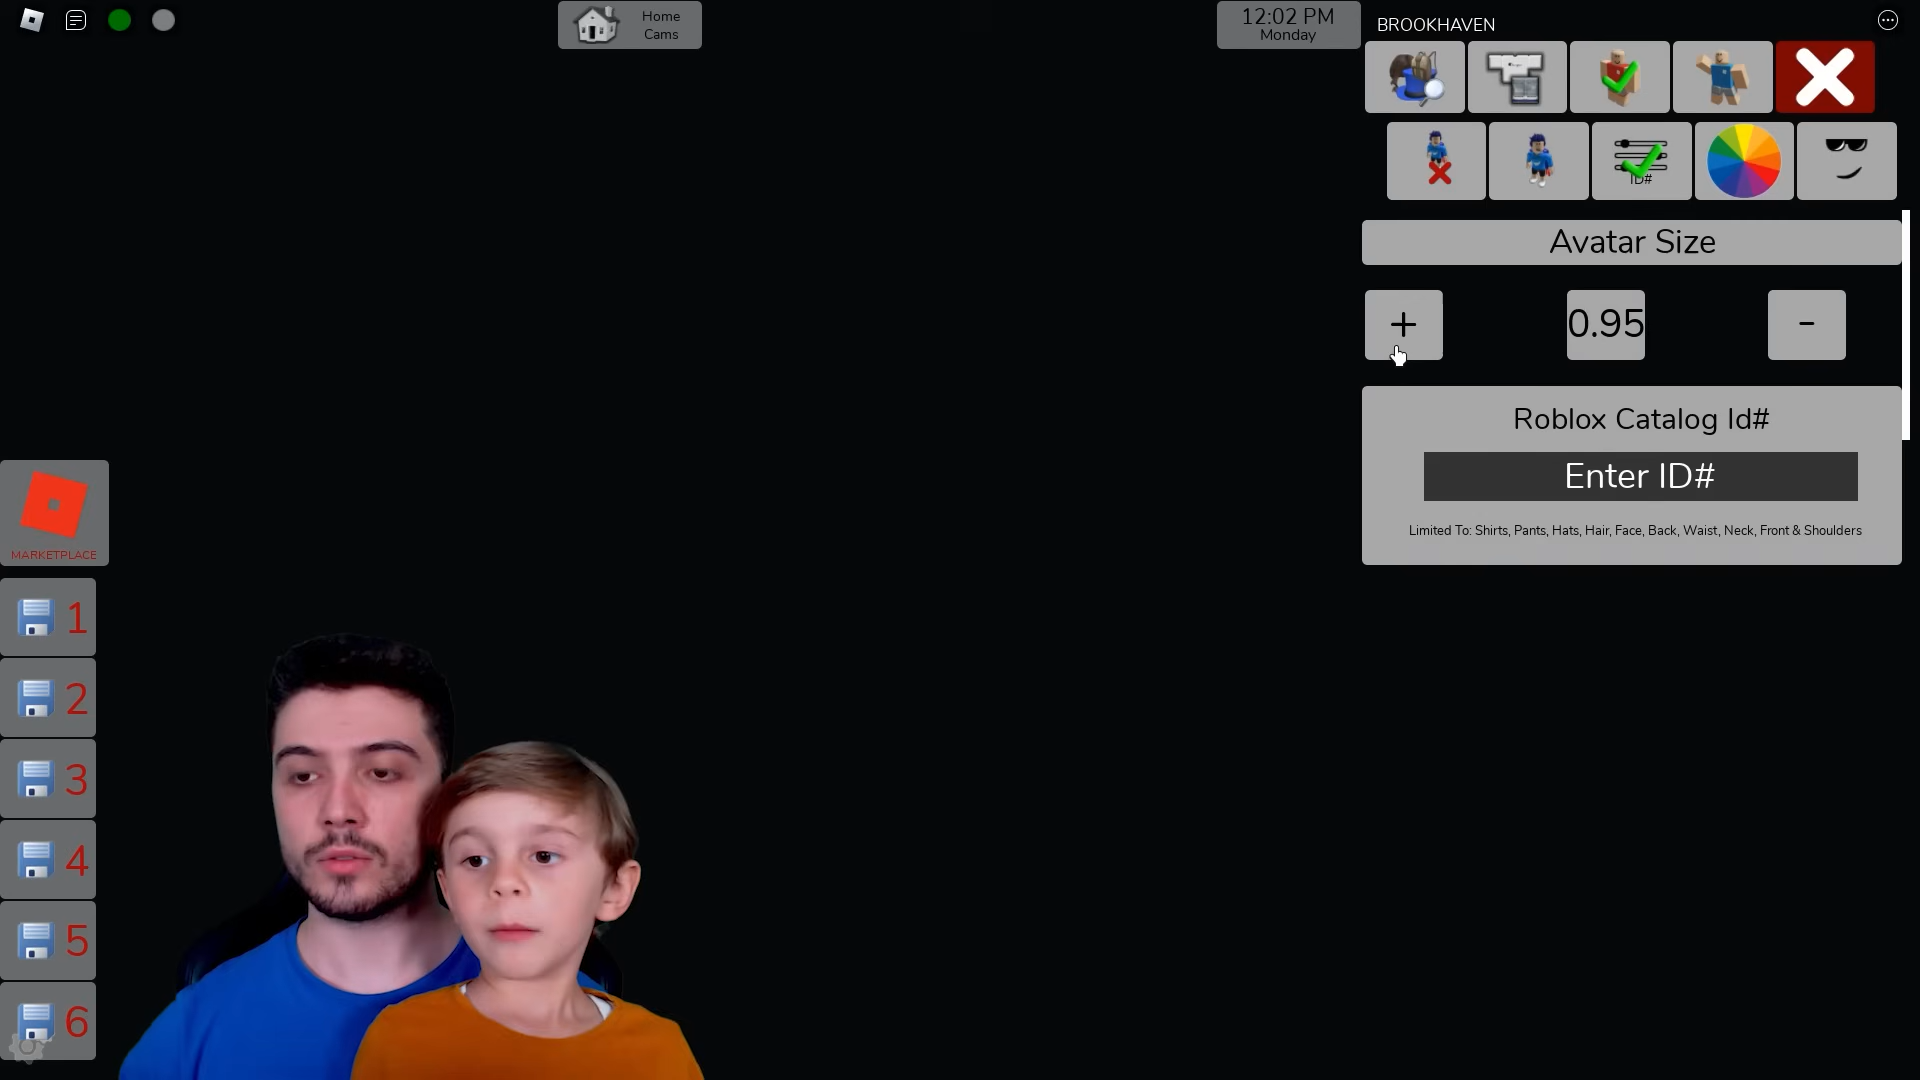 Home
Cams
12:02 PM
Monday
BROOKHAVEN
ID#
Avatar Size
+
0.95
-
Roblox Catalog Id#
Enter ID#
Limited To: Shirts, Pants, Hats, Hair, Face, Back, Waist, Neck, Front & Shoulders
MARKETPLACE
1
2
3
4
5
6